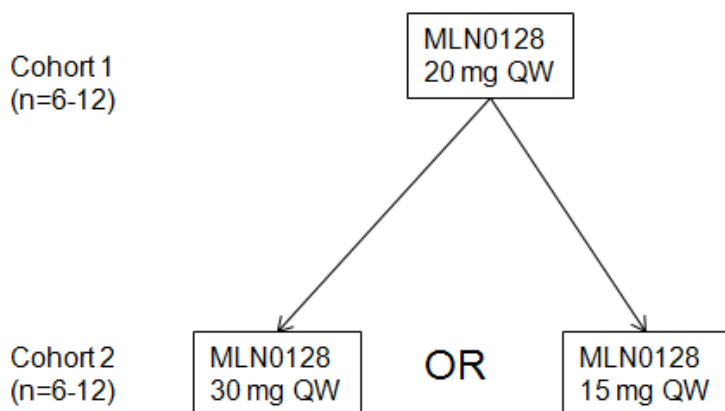 Cohort 1
(n=6-12)
MLN0128
20 mg QW
Cohort 2
(n=6-12)
MLN0128
30 mg QW
OR
MLN0128
15 mg QW